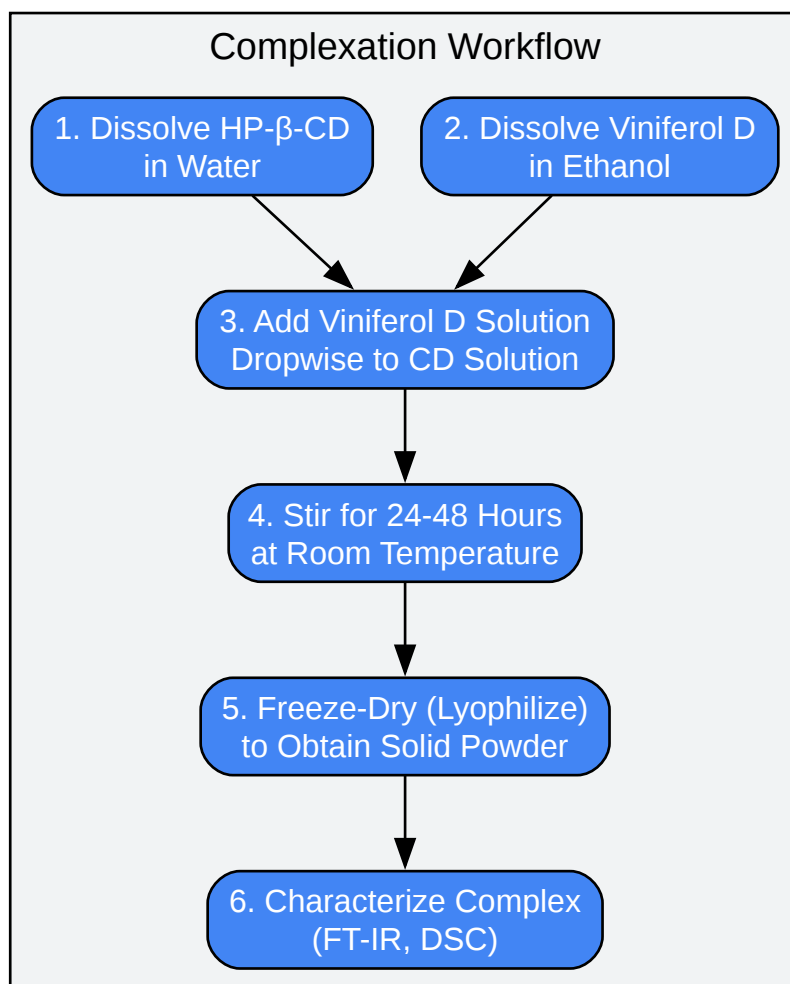 Complexation Workflow
1. Dissolve HP-β-CD
in Water
2. Dissolve Viniferol D
in Ethanol
3. Add Viniferol D Solution
Dropwise to CD Solution
4. Stir for 24-48 Hours
at Room Temperature
5. Freeze-Dry (Lyophilize)
to Obtain Solid Powder
6. Characterize Complex
(FT-IR, DSC)